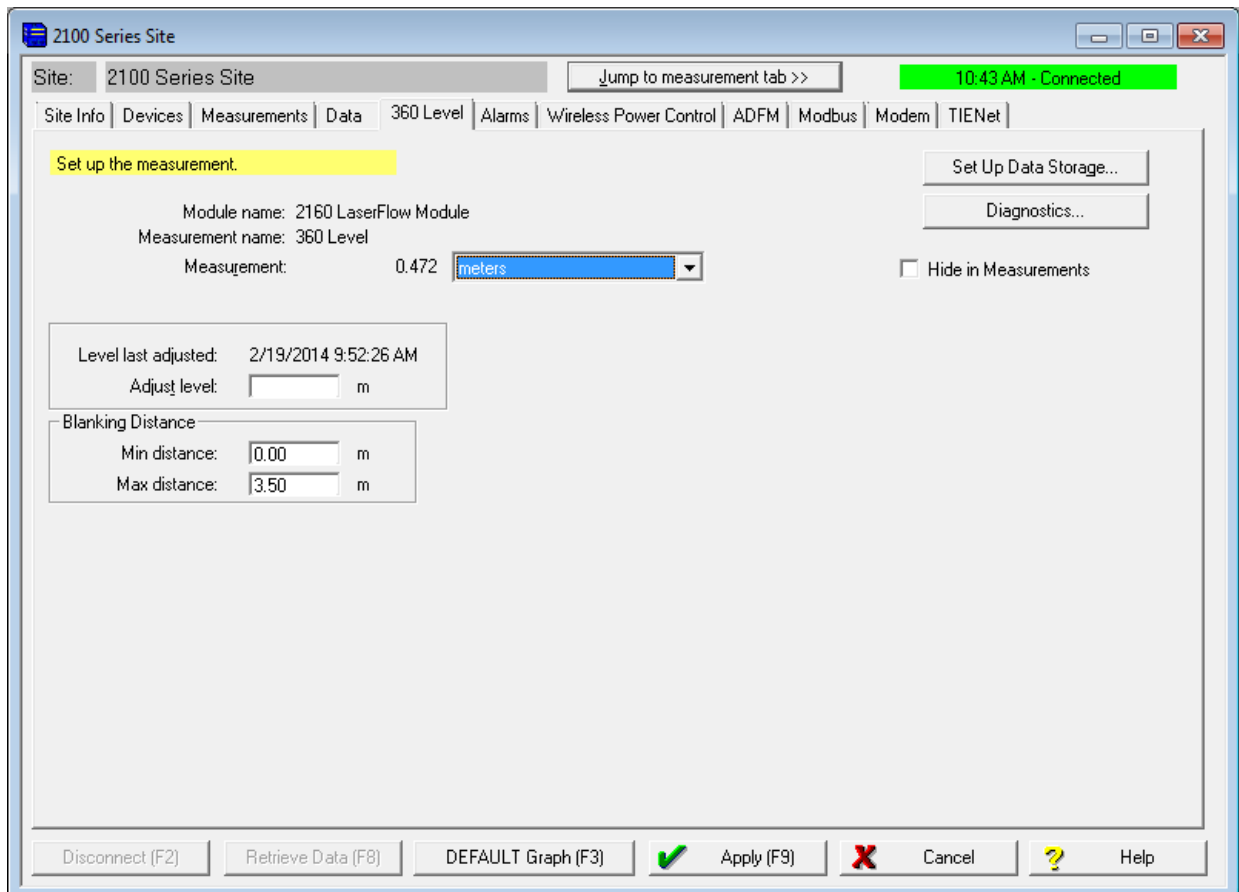 2100 Series Site
Site: 2100 Series Site Jump to measurement tab >> 10:43 AM - Connected
Site Info Devices Measurements Data 360 Level Alarms Wireless Power Control ADFM Modbus Modem TIENet
Set up the measurement. Set Up Data Storage...
Diagnostics...
Module name: 2160 LaserFlow Module
Measurement name: 360 Level
Measurement: 0.472 meters Hide in Measurements
Level last adjusted: 2/19/2014 9:52:26 AM
Adjust level: m
Blanking Distance
Min distance: 0.00 m
Max distance: 3.50 m
Disconnect (F2) Retrieve Data (F8) DEFAULT Graph (F3) Apply (F9) Cancel Help